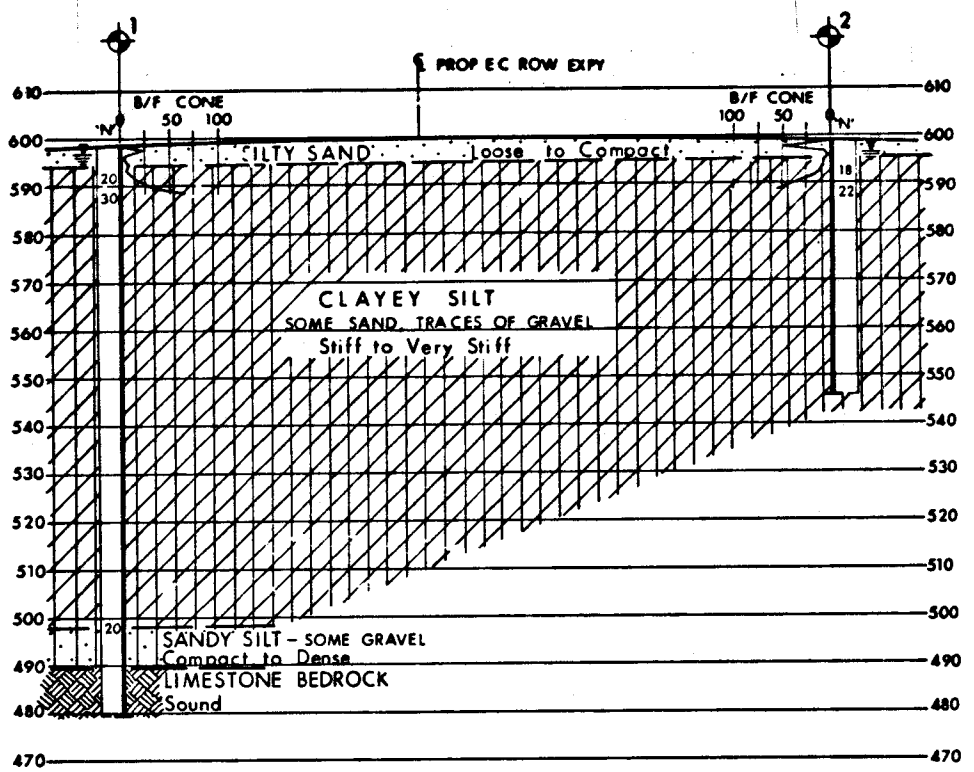 1
2
℄ PROP E C ROW EXPY
610
610
B/F CONE
B/F CONE
'N' 0 50 100
100 50 0 'N'
600
600
SILTY SAND Loose to Compact
590
20
30
18
22
590
580
580
570
570
CLAYEY SILT
560
SOME SAND, TRACES OF GRAVEL
560
Stiff to Very Stiff
550
550
540
540
530
530
520
520
510
510
500
500
20
SANDY SILT - SOME GRAVEL
490
Compact to Dense
490
LIMESTONE BEDROCK
480
Sound
480
470
470